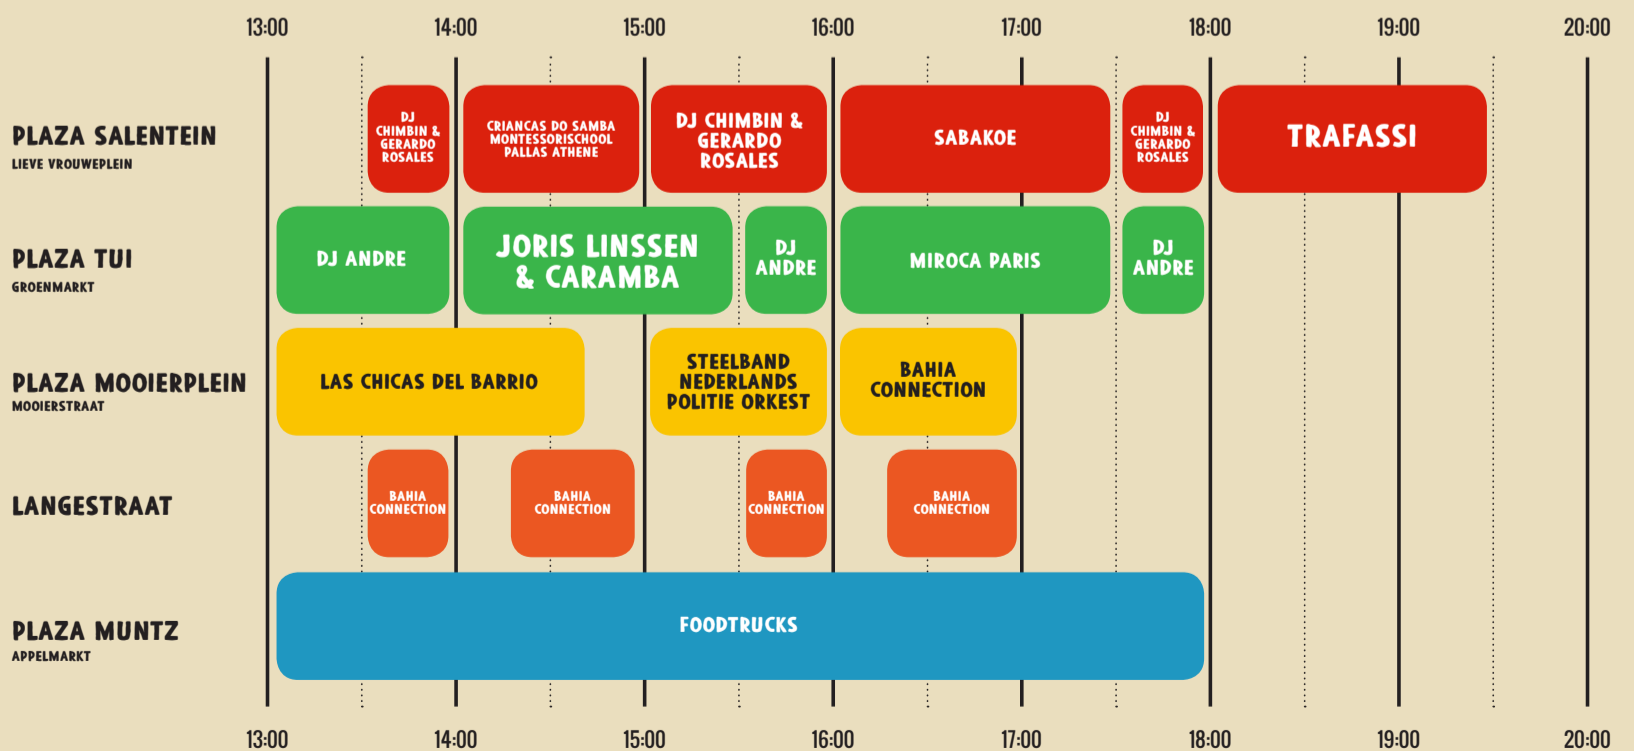 13:00 14:00 15:00 16:00 17:00 18:00 19:00 20:00
PLAZA SALENTEIN
LIEVE VROUWEPLEIN
DJ
CHIMBIN &
GERARDO
ROSALES
CRIANCAS DO SAMBA
MONTESSORISCHOOL
PALLAS ATHENE
DJ CHIMBIN &
GERARDO
ROSALES
SABAKOE
DJ
CHIMBIN &
GERARDO
ROSALES
TRAFASSI
PLAZA TUI
GROENMARKT
DJ ANDRE
JORIS LINSSEN
& CARAMBA
DJ
ANDRE
MIROCA PARIS
DJ
ANDRE
PLAZA MOOIERPLEIN
MOOIERSTRAAT
LAS CHICAS DEL BARRIO
STEELBAND
NEDERLANDS
POLITIE ORKEST
BAHIA
CONNECTION
LANGESTRAAT
BAHIA
CONNECTION
BAHIA
CONNECTION
BAHIA
CONNECTION
BAHIA
CONNECTION
PLAZA MUNTZ
APPELMARKT
FOODTRUCKS
13:00 14:00 15:00 16:00 17:00 18:00 19:00 20:00